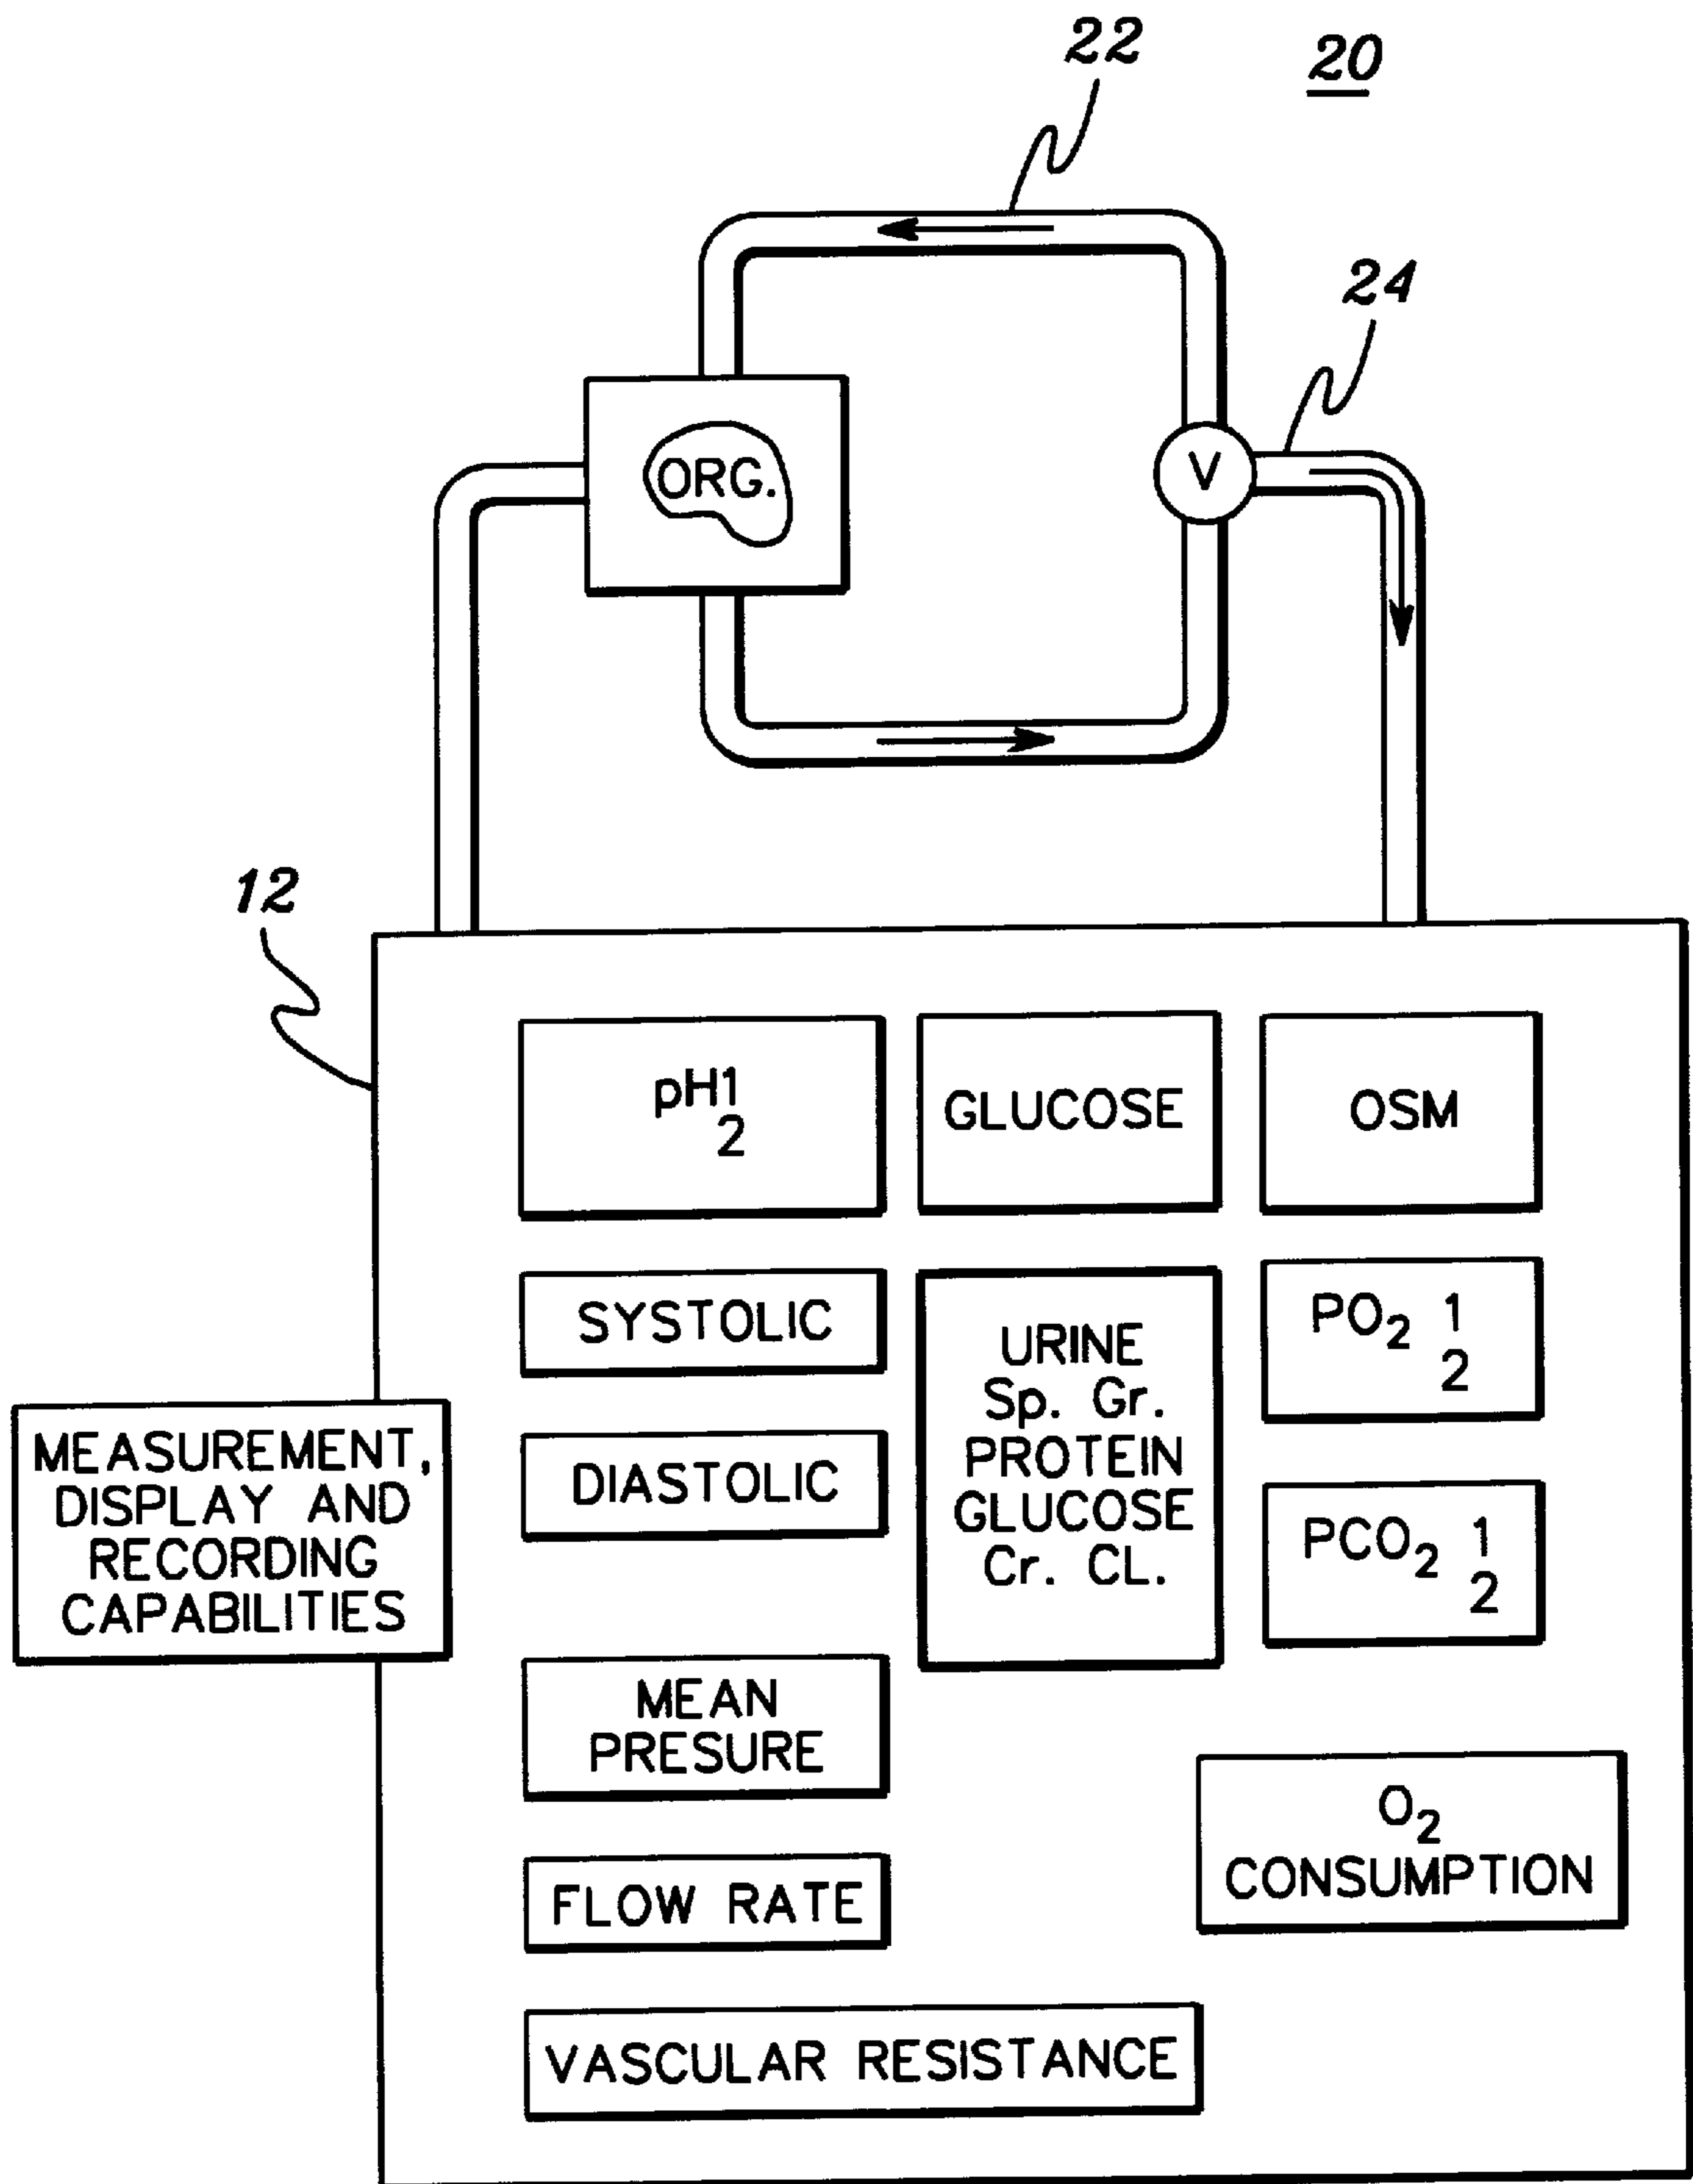 22
20
24
ORG.
V
12
pH1
2
GLUCOSE
OSM
SYSTOLIC
DIASTOLIC
URINE
Sp. Gr.
PROTEIN
GLUCOSE
Cr. CL.
PO2 1
2
PCO2 1
2
MEASUREMENT,
DISPLAY AND
RECORDING
CAPABILITIES
MEAN
PRESURE
O2
CONSUMPTION
FLOW RATE
VASCULAR RESISTANCE